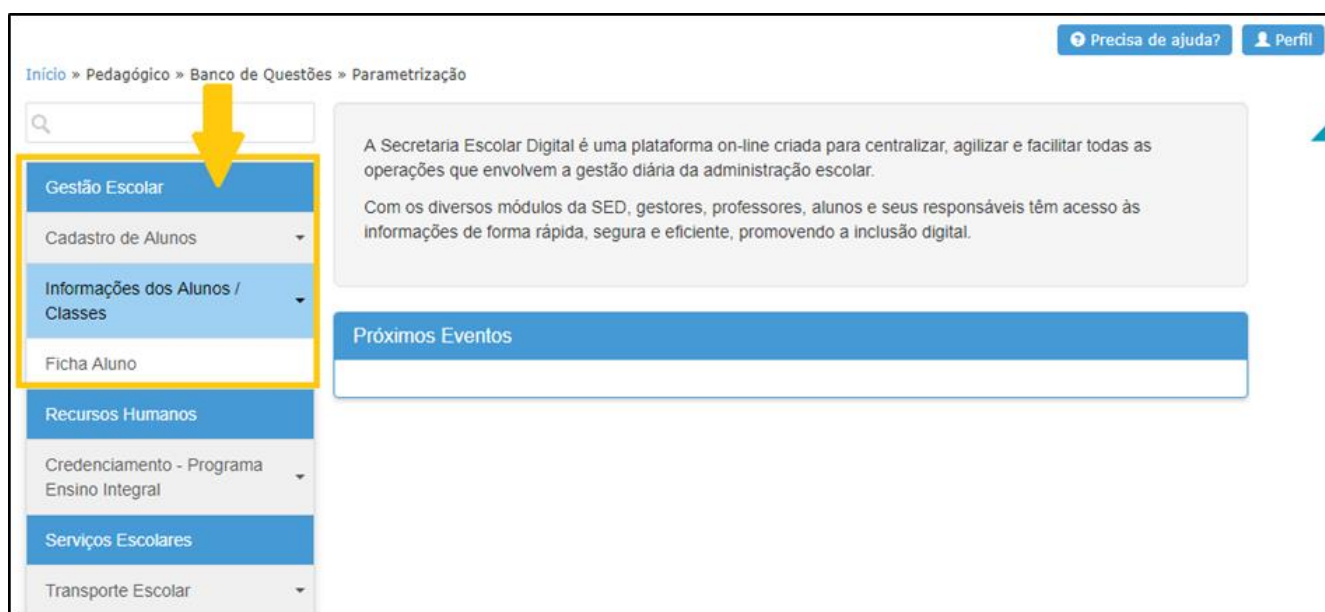 Precisa de ajuda?
Perfil
Início » Pedagógico » Banco de Questões » Parametrização
Gestão Escolar
Cadastro de Alunos
Informações dos Alunos /
Classes
Ficha Aluno
Recursos Humanos
Credenciamento - Programa
Ensino Integral
Serviços Escolares
Transporte Escolar
A Secretaria Escolar Digital é uma plataforma on-line criada para centralizar, agilizar e facilitar todas as
operações que envolvem a gestão diária da administração escolar.
Com os diversos módulos da SED, gestores, professores, alunos e seus responsáveis têm acesso às
informações de forma rápida, segura e eficiente, promovendo a inclusão digital.
Próximos Eventos